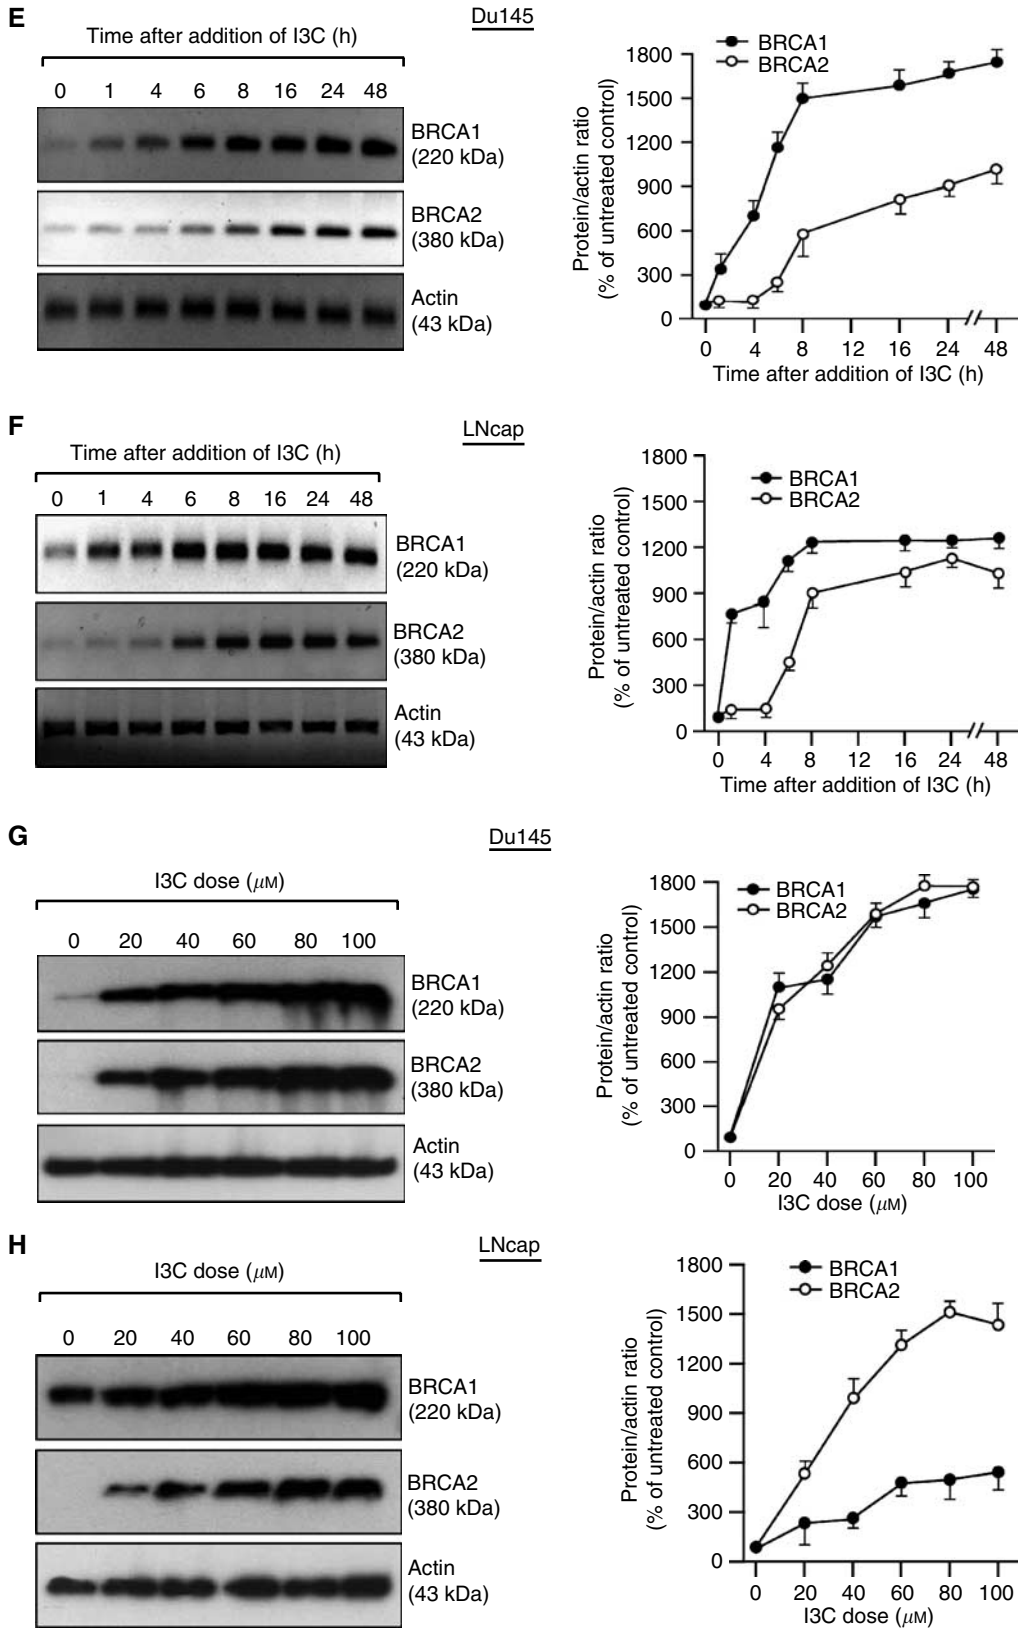 E
Du145
Time after addition of I3C (h)
0 1 4 6 8 16 24 48
BRCA1
(220 kDa)
BRCA2
(380 kDa)
Actin
(43 kDa)
BRCA1
BRCA2
Protein/actin ratio
(% of untreated control)
1800
1500
1200
900
600
300
0
0 4 8 12 16 24 48
Time after addition of I3C (h)
F
LNcap
Time after addition of I3C (h)
0 1 4 6 8 16 24 48
BRCA1
(220 kDa)
BRCA2
(380 kDa)
Actin
(43 kDa)
BRCA1
BRCA2
Protein/actin ratio
(% of untreated control)
1800
1500
1200
900
600
300
0
0 4 8 16 24 48
Time after addition of I3C (h)
G
Du145
I3C dose (μM)
0 20 40 60 80 100
BRCA1
(220 kDa)
BRCA2
(380 kDa)
Actin
(43 kDa)
BRCA1
BRCA2
Protein/actin ratio
(% of untreated control)
1800
1500
1200
900
600
300
0
0 20 40 60 80 100
I3C dose (μM)
H
LNcap
I3C dose (μM)
0 20 40 60 80 100
BRCA1
(220 kDa)
BRCA2
(380 kDa)
Actin
(43 kDa)
BRCA1
BRCA2
Protein/actin ratio
(% of untreated control)
1800
1500
1200
900
600
300
0
0 20 40 60 80 100
I3C dose (μM)